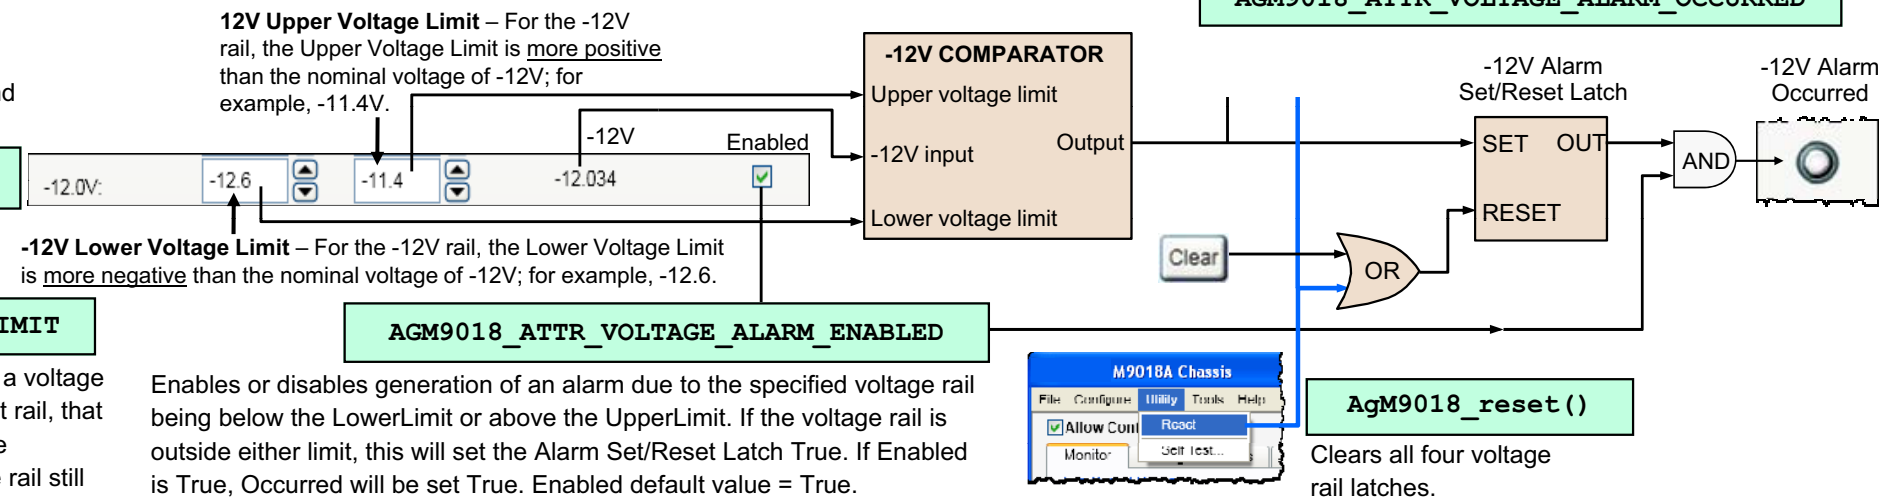 12V Upper Voltage Limit – For the -12V
rail, the Upper Voltage Limit is more positive
than the nominal voltage of -12V; for
example, -11.4V.
-12V
Enabled
-12.0V:
-12.6
-11.4
-12.034
-12V Lower Voltage Limit – For the -12V rail, the Lower Voltage Limit
is more negative than the nominal voltage of -12V; for example, -12.6.
-12V COMPARATOR
Upper voltage limit
-12V input
Output
Lower voltage limit
AGM9018_ATTR_VOLTAGE_ALARM_OCCURRED
-12V Alarm
Set/Reset Latch
SET OUT
RESET
AND
-12V Alarm
Occurred
Clear
OR
AGM9018_ATTR_VOLTAGE_ALARM_ENABLED
Enables or disables generation of an alarm due to the specified voltage rail
being below the LowerLimit or above the UpperLimit. If the voltage rail is
outside either limit, this will set the Alarm Set/Reset Latch True. If Enabled
is True, Occurred will be set True. Enabled default value = True.
IMIT
a voltage
t rail, that
e
rail still
M9018A Chassis
File Configure Utility Tools Help
Allow Cont
Reset
Monitor
Self Test...
AgM9018_reset()
Clears all four voltage
rail latches.